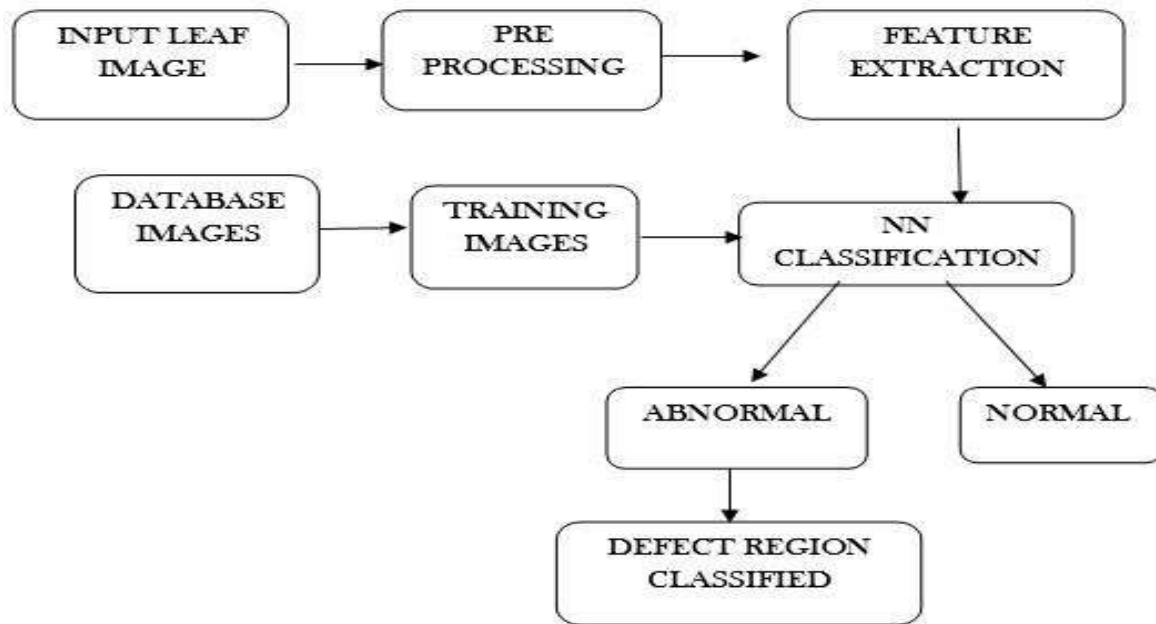 INPUT LEAF
IMAGE
PRE
PROCESSING
FEATURE
EXTRACTION
DATABASE
IMAGES
TRAINING
IMAGES
NN
CLASSIFICATION
ABNORMAL
NORMAL
DEFECT REGION
CLASSIFIED